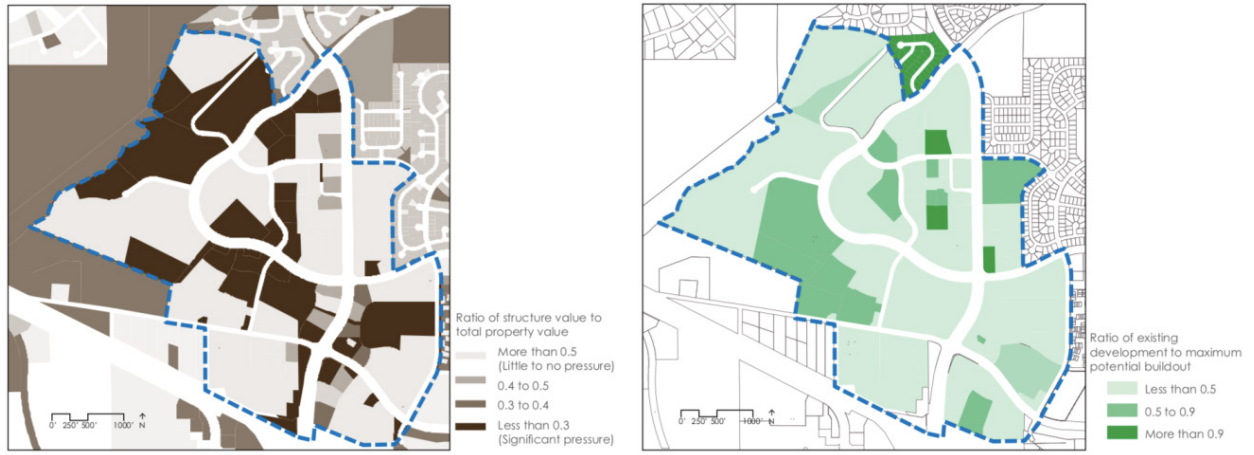 Ratio of structure value to
total property value
More than 0.5
(Little to no pressure)
0.4 to 0.5
0.3 to 0.4
Less than 0.3
(Significant pressure)
0' 250' 500' 1000' N
Ratio of existing
development to maximum
potential buildout
Less than 0.5
0.5 to 0.9
More than 0.9
0' 250' 500' 1000' N